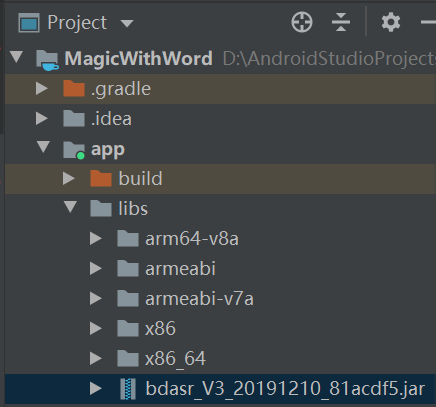 Project
MagicWithWord D:\AndroidStudioProjects
.gradle
.idea
app
build
libs
arm64-v8a
armeabi
armeabi-v7a
x86
x86_64
bdasr_V3_20191210_81acdf5.jar